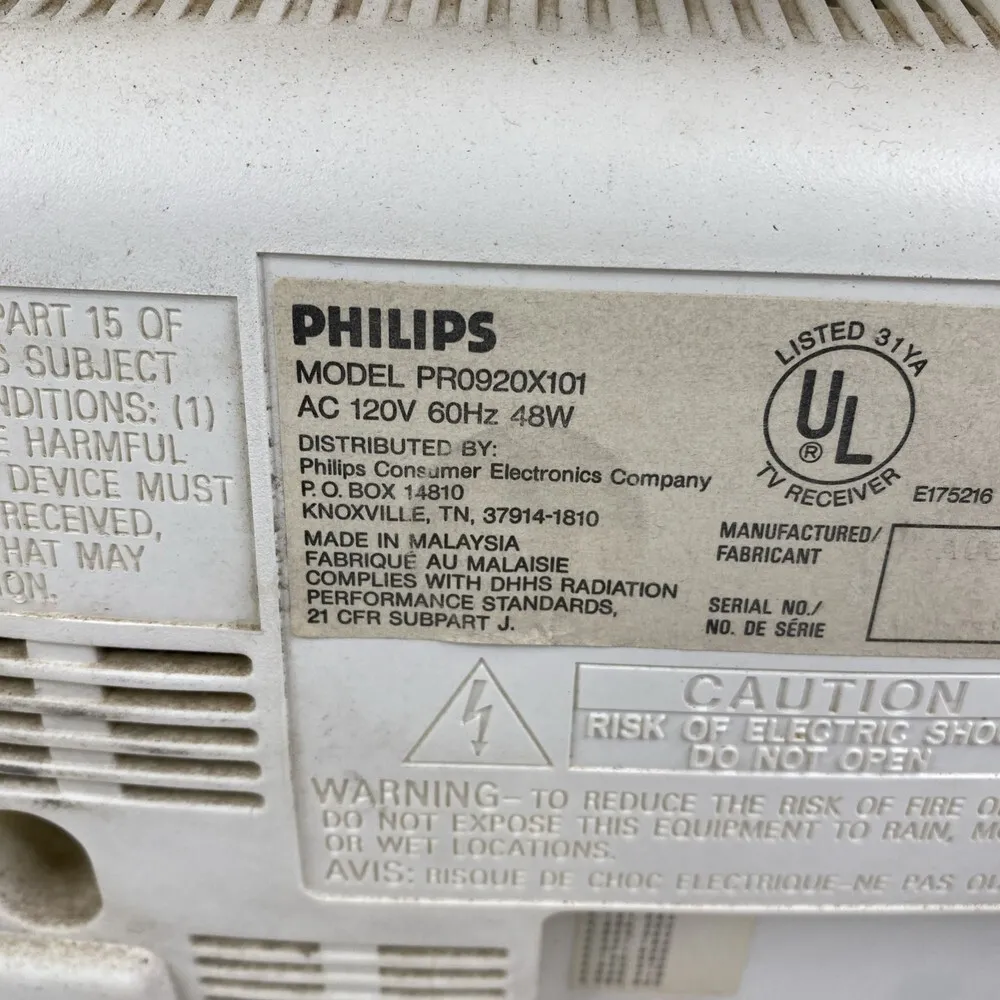 PART 15 OF
S SUBJECT
NDITIONS: (1)
E HARMFUL
DEVICE MUST
RECEIVED,
HAT MAY
ON.
PHILIPS
MODEL PR0920X101
AC 120V 60Hz 48W
DISTRIBUTED BY:
Philips Consumer Electronics Company
P. O. BOX 14810
KNOXVILLE, TN, 37914-1810
MADE IN MALAYSIA
FABRIQUÉ AU MALAISIE
COMPLIES WITH DHHS RADIATION
PERFORMANCE STANDARDS,
21 CFR SUBPART J.
LISTED 31YA
UL
®
TV RECEIVER
E175216
MANUFACTURED/
FABRICANT
SERIAL NO./
NO. DE SÉRIE
CAUTION
RISK OF ELECTRIC SHO
DO NOT OPEN
WARNING– TO REDUCE THE RISK OF FIRE O
DO NOT EXPOSE THIS EQUIPMENT TO RAIN, M
OR WET LOCATIONS.
AVIS: RISQUE DE CHOC ELECTRIQUE–NE PAS OU